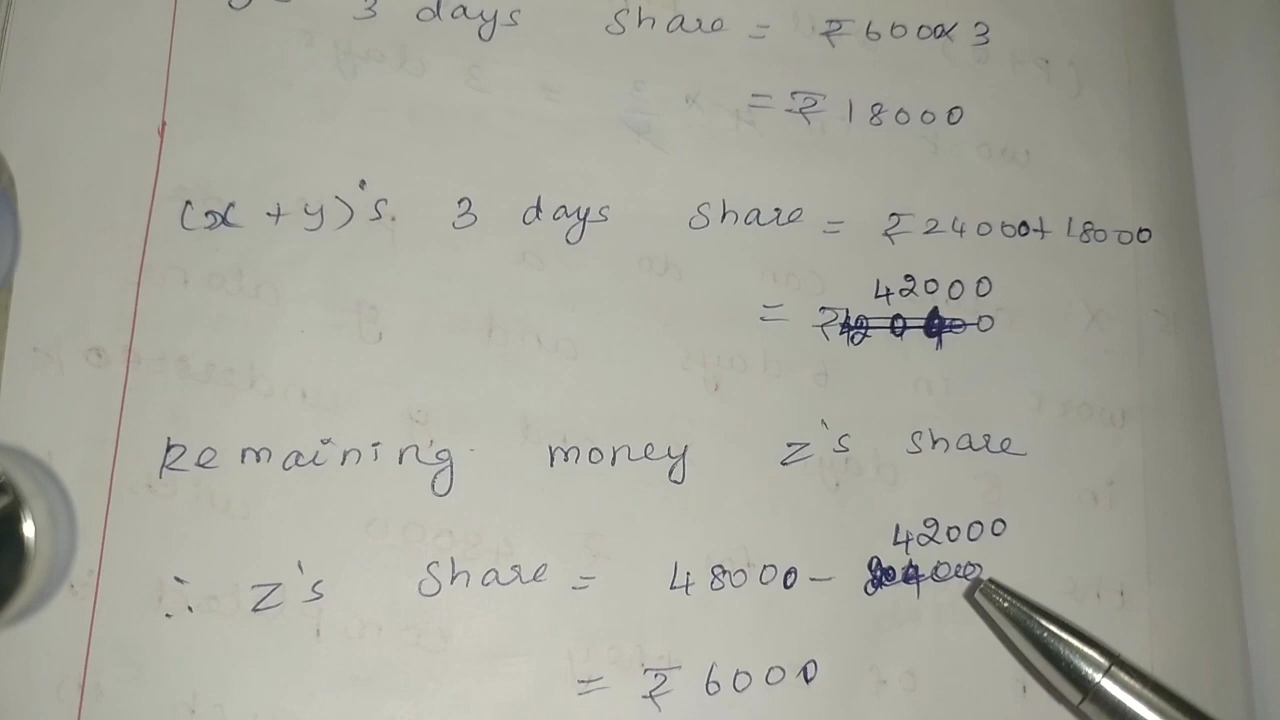 3 days share = ₹ 6000 × 3
= ₹ 18000
(x + y)'s. 3 days share = ₹ 24000 + 18000
42000
= ₹
Remaining money z's share
42000
∴ z's share = 48000 -
= ₹ 6000